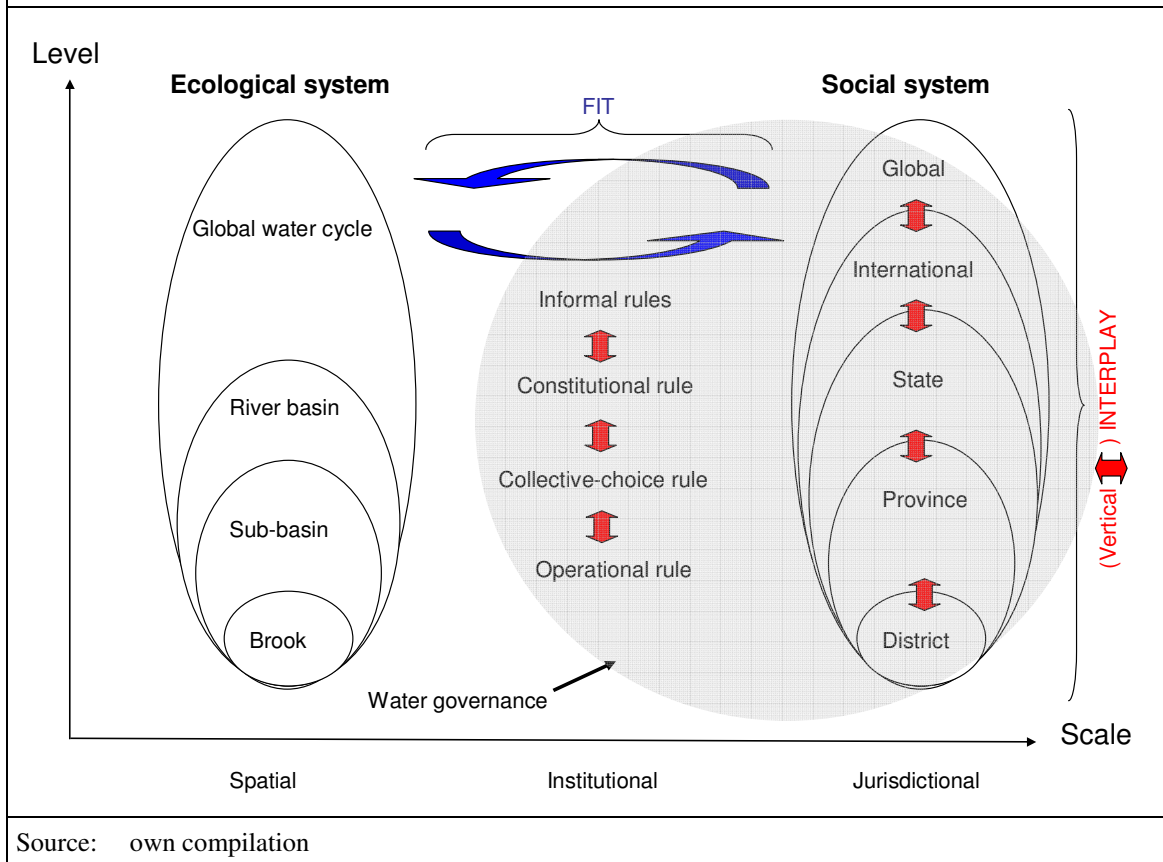 Level
Ecological system
Social system
FIT
Global
Global water cycle
International
Informal rules
Constitutional rule
State
River basin
Collective-choice rule
Province
Sub-basin
Operational rule
Brook
District
Water governance
(Vertical ) INTERPLAY
Scale
Spatial
Institutional
Jurisdictional
Source: own compilation